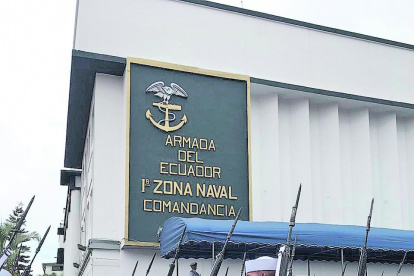 ARMADA
DEL
ECUADOR
1ª ZONA NAVAL
COMANDANCIA